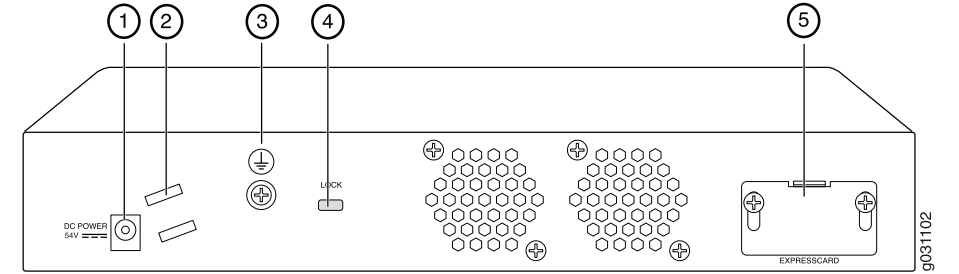 1 2 3 4 5
LOCK
DC POWER
54V
EXPRESSCARD
g031102